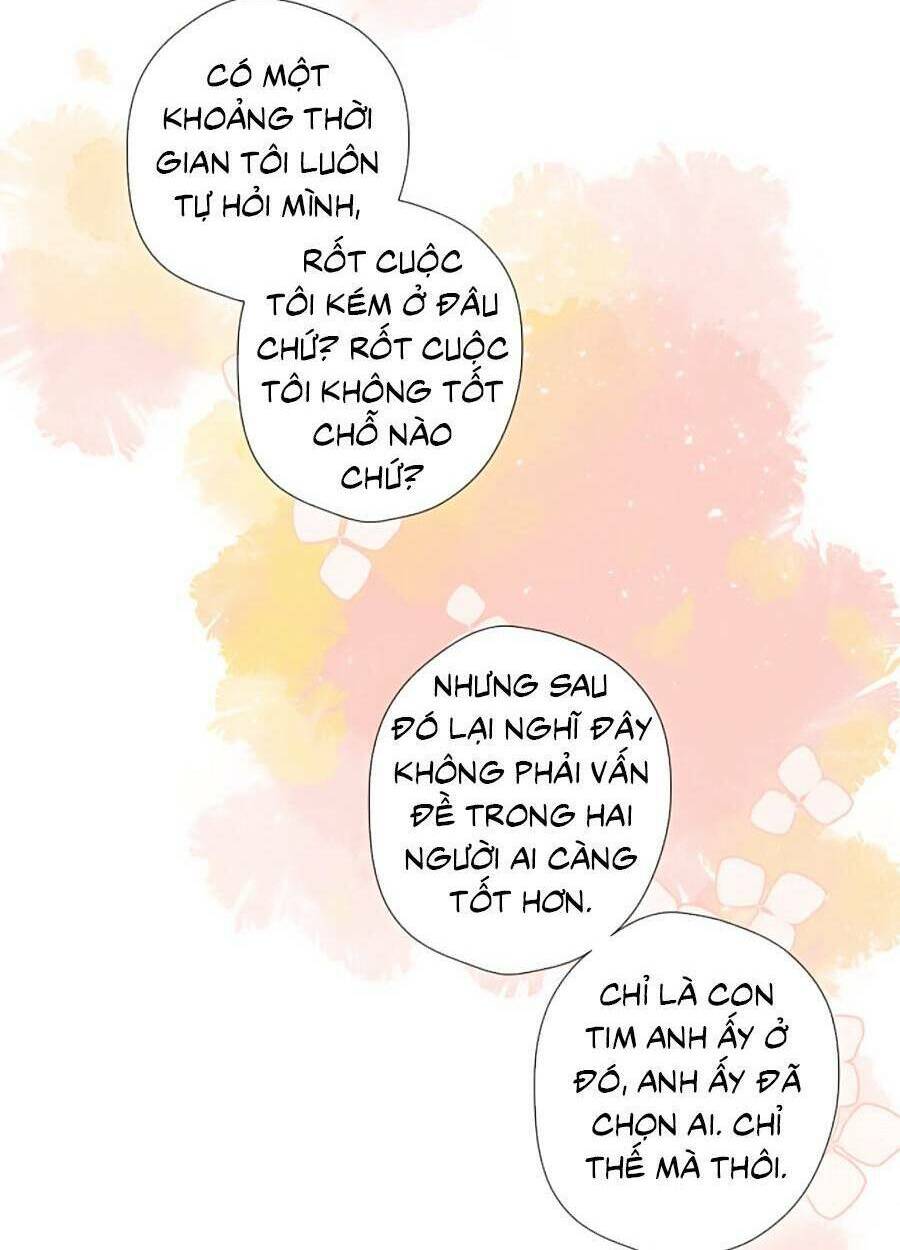 CÓ MỘT
KHOẢNG THỜI
GIAN TÔI LUÔN
TỰ HỎI MÌNH,
RỐT CUỘC
TÔI KÉM Ở ĐÂU
CHỨ? RỐT CUỘC
TÔI KHÔNG TỐT
CHỖ NÀO
CHỨ?
NHƯNG SAU
ĐÓ LẠI NGHĨ ĐÂY
KHÔNG PHẢI VẤN
ĐỀ TRONG HAI
NGƯỜI AI CÀNG
TỐT HƠN.
CHỈ LÀ CON
TIM ANH ẤY Ở
ĐÓ, ANH ẤY ĐÃ
CHỌN AI. CHỈ
THẾ MÀ THÔI.